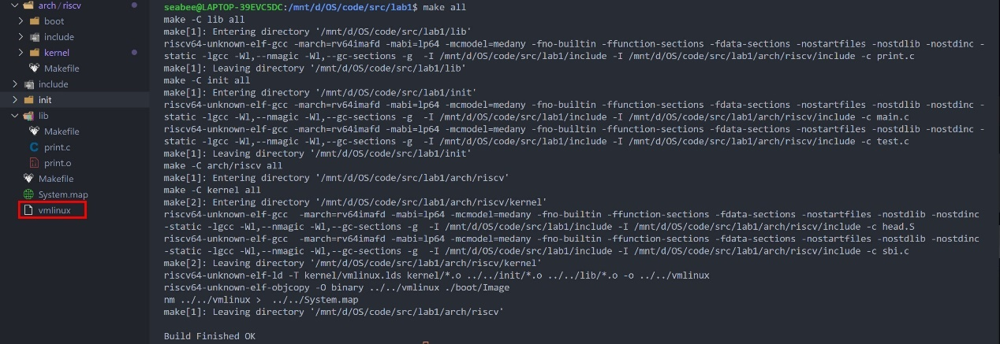 arch / riscv
boot
include
kernel
Makefile
include
init
lib
Makefile
print.c
print.o
Makefile
System.map
vmlinux
seabee@LAPTOP-39EVC5DC:/mnt/d/OS/code/src/lab1$ make all
make -C lib all
make[1]: Entering directory '/mnt/d/OS/code/src/lab1/lib'
riscv64-unknown-elf-gcc -march=rv64imafd -mabi=lp64 -mcmodel=medany -fno-builtin -ffunction-sections -fdata-sections -nostartfiles -nostdlib -nostdinc -
static -lgcc -Wl,--nmagic -Wl,--gc-sections -g  -I /mnt/d/OS/code/src/lab1/include -I /mnt/d/OS/code/src/lab1/arch/riscv/include -c print.c
make[1]: Leaving directory '/mnt/d/OS/code/src/lab1/lib'
make -C init all
make[1]: Entering directory '/mnt/d/OS/code/src/lab1/init'
riscv64-unknown-elf-gcc -march=rv64imafd -mabi=lp64 -mcmodel=medany -fno-builtin -ffunction-sections -fdata-sections -nostartfiles -nostdlib -nostdinc -
static -lgcc -Wl,--nmagic -Wl,--gc-sections -g  -I /mnt/d/OS/code/src/lab1/include -I /mnt/d/OS/code/src/lab1/arch/riscv/include -c main.c
riscv64-unknown-elf-gcc -march=rv64imafd -mabi=lp64 -mcmodel=medany -fno-builtin -ffunction-sections -fdata-sections -nostartfiles -nostdlib -nostdinc -
static -lgcc -Wl,--nmagic -Wl,--gc-sections -g  -I /mnt/d/OS/code/src/lab1/include -I /mnt/d/OS/code/src/lab1/arch/riscv/include -c test.c
make[1]: Leaving directory '/mnt/d/OS/code/src/lab1/init'
make -C arch/riscv all
make[1]: Entering directory '/mnt/d/OS/code/src/lab1/arch/riscv'
make -C kernel all
make[2]: Entering directory '/mnt/d/OS/code/src/lab1/arch/riscv/kernel'
riscv64-unknown-elf-gcc  -march=rv64imafd -mabi=lp64 -mcmodel=medany -fno-builtin -ffunction-sections -fdata-sections -nostartfiles -nostdlib -nostdinc
-static -lgcc -Wl,--nmagic -Wl,--gc-sections -g  -I /mnt/d/OS/code/src/lab1/include -I /mnt/d/OS/code/src/lab1/arch/riscv/include -c head.S
riscv64-unknown-elf-gcc  -march=rv64imafd -mabi=lp64 -mcmodel=medany -fno-builtin -ffunction-sections -fdata-sections -nostartfiles -nostdlib -nostdinc
-static -lgcc -Wl,--nmagic -Wl,--gc-sections -g  -I /mnt/d/OS/code/src/lab1/include -I /mnt/d/OS/code/src/lab1/arch/riscv/include -c sbi.c
make[2]: Leaving directory '/mnt/d/OS/code/src/lab1/arch/riscv/kernel'
riscv64-unknown-elf-ld -T kernel/vmlinux.lds kernel/*.o ../../init/*.o ../../lib/*.o -o ../../vmlinux
riscv64-unknown-elf-objcopy -O binary ../../vmlinux ./boot/Image
nm ../../vmlinux >  ../../System.map
make[1]: Leaving directory '/mnt/d/OS/code/src/lab1/arch/riscv'
Build Finished OK